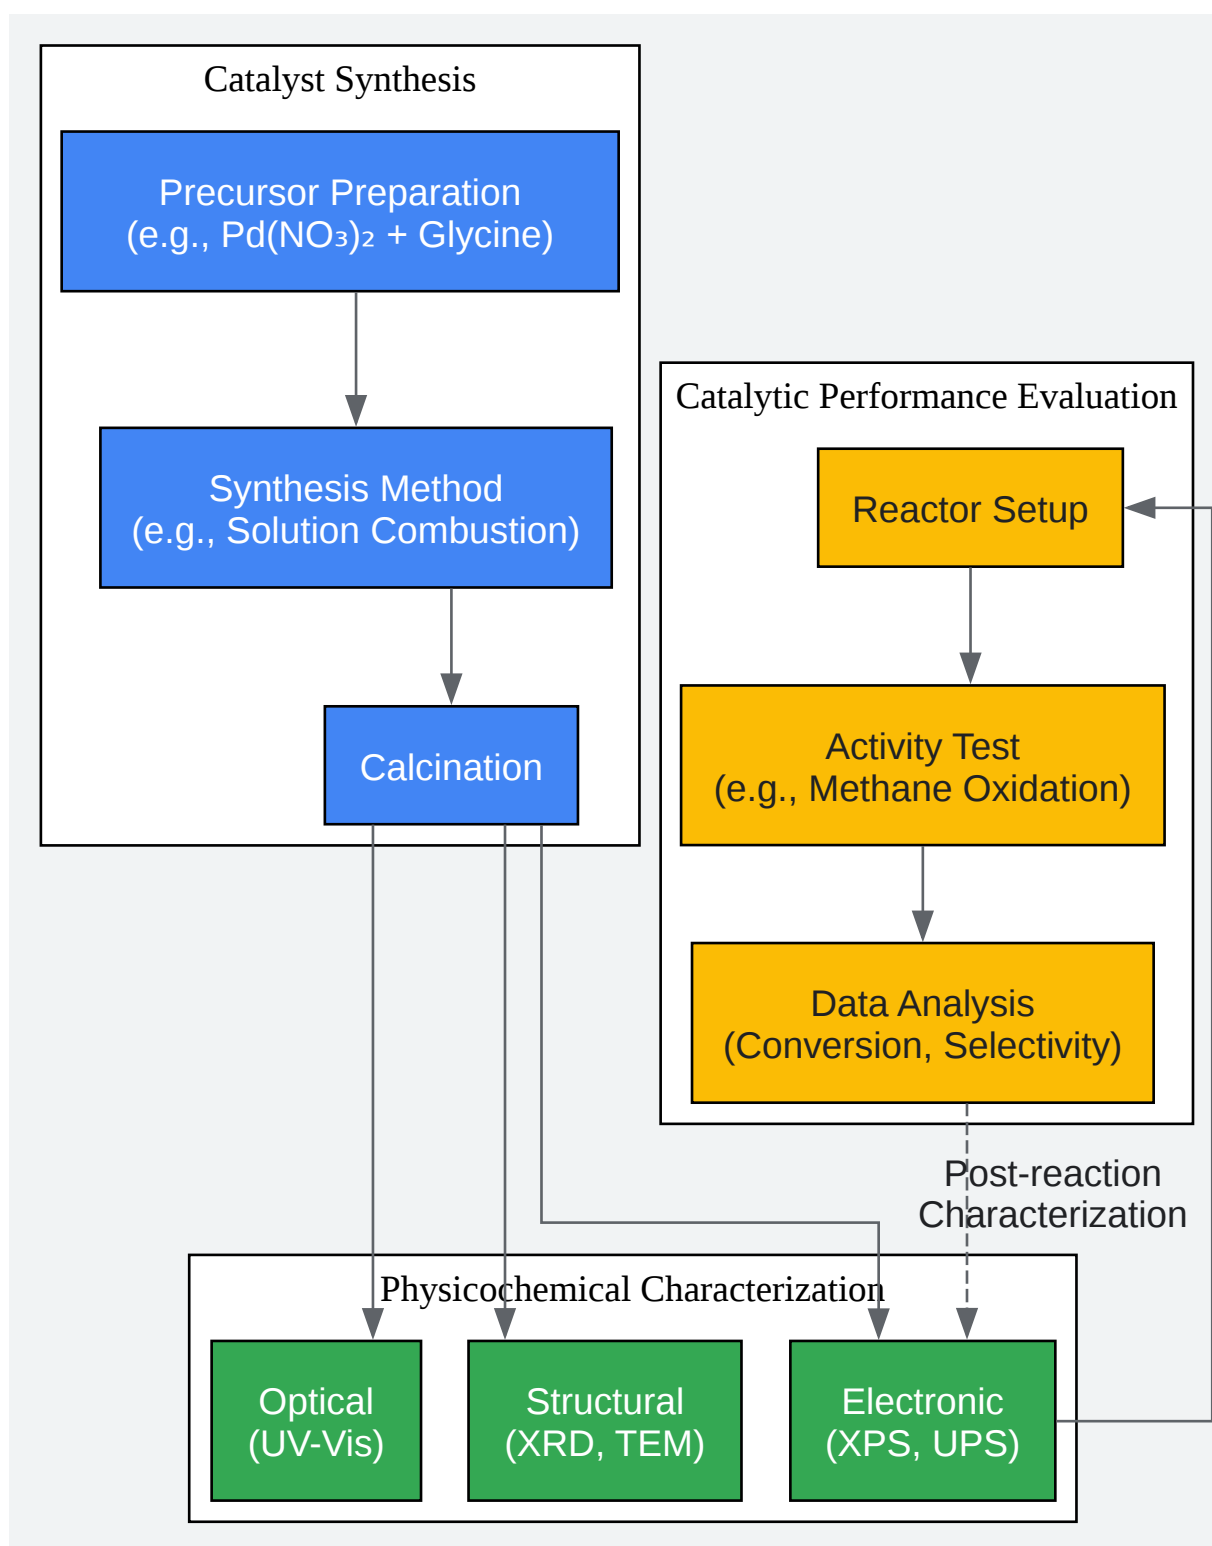 Catalyst Synthesis
Precursor Preparation
(e.g., Pd(NO₃)₂ + Glycine)
Synthesis Method
(e.g., Solution Combustion)
Calcination
Catalytic Performance Evaluation
Reactor Setup
Activity Test
(e.g., Methane Oxidation)
Data Analysis
(Conversion, Selectivity)
Post-reaction
Characterization
Physicochemical Characterization
Optical
(UV-Vis)
Structural
(XRD, TEM)
Electronic
(XPS, UPS)